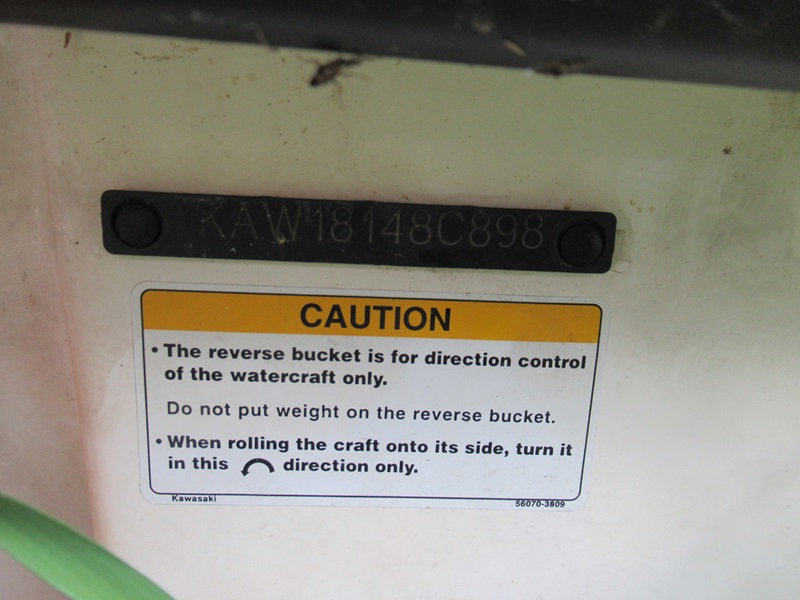 KAW18148C898
CAUTION
• The reverse bucket is for direction control
of the watercraft only.
Do not put weight on the reverse bucket.
• When rolling the craft onto its side, turn it
in this direction only.
Kawasaki 56070-3809